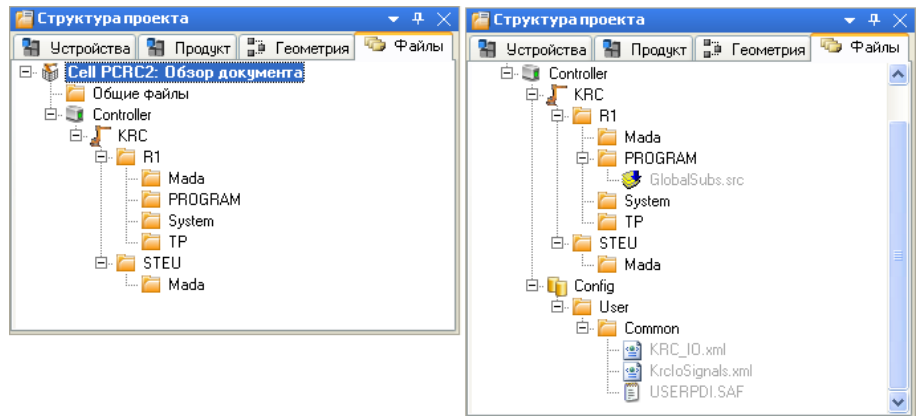 Структура проекта
Устройства Продукт Геометрия Файлы
Cell PCRC2: Обзор документа
Общие файлы
Controller
KRC
R1
Mada
PROGRAM
System
TP
STEU
Mada
Структура проекта
Устройства Продукт Геометрия Файлы
Controller
KRC
R1
Mada
PROGRAM
GlobalSubs.src
System
TP
STEU
Mada
Config
User
Common
KRC_IO.xml
KrcIoSignals.xml
USERPDI.SAF